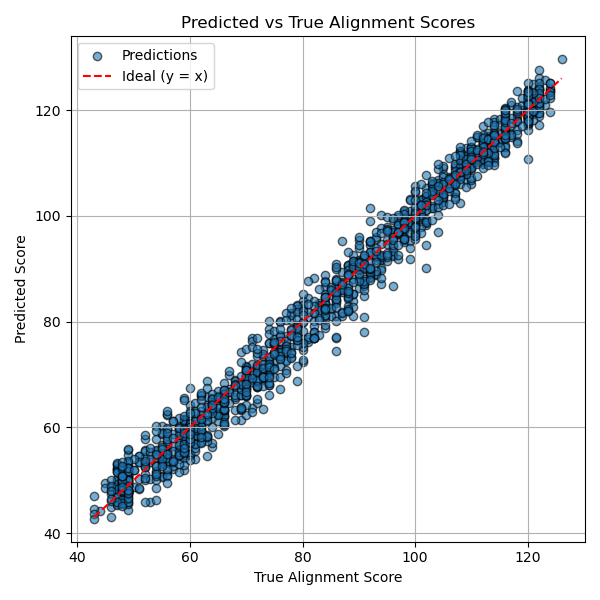 Predicted vs True Alignment Scores
Predictions
Ideal (y = x)
120
100
80
60
40
Predicted Score
40
60
80
100
120
True Alignment Score